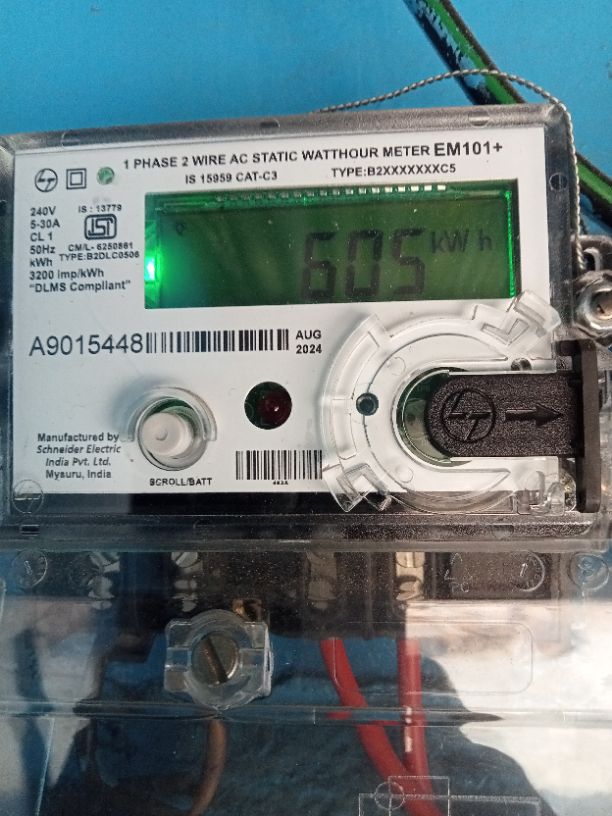 1 PHASE 2 WIRE AC STATIC WATTHOUR METER EM101+
IS 15959 CAT-C3 TYPE:B2XXXXXXXC5
240V IS : 13779
5-30A
CL 1
50Hz CM/L- 6250861
kWh TYPE:B2DLC0506
3200 imp/kWh
"DLMS Compliant"
605 kWh
A9015448 AUG
2024
Manufactured by
Schneider Electric
India Pvt. Ltd.
Mysuru, India
SCROLL/BATT